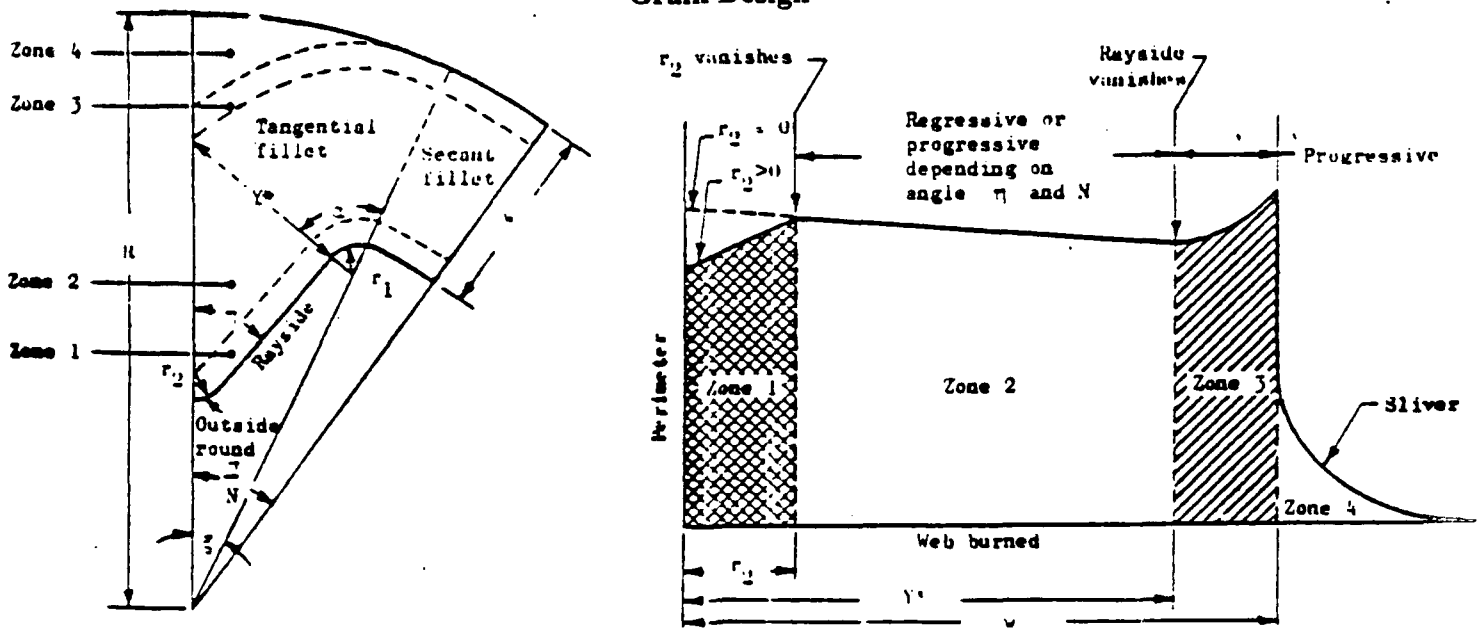 Grain Design
Zone 4
Zone 3
Tangential
fillet
Secant
fillet
Y*
R
Zone 2
r1
Rayside
Zone 1
r2
Outside
round
N
r2 vanishes
Rayside
vanishes
r2 = 0
r2>0
Regressive or
progressive
depending on
angle η and N
Progressive
Perimeter
Zone 1
Zone 2
Zone 3
Sliver
Zone 4
Web burned
r2
Y*
w